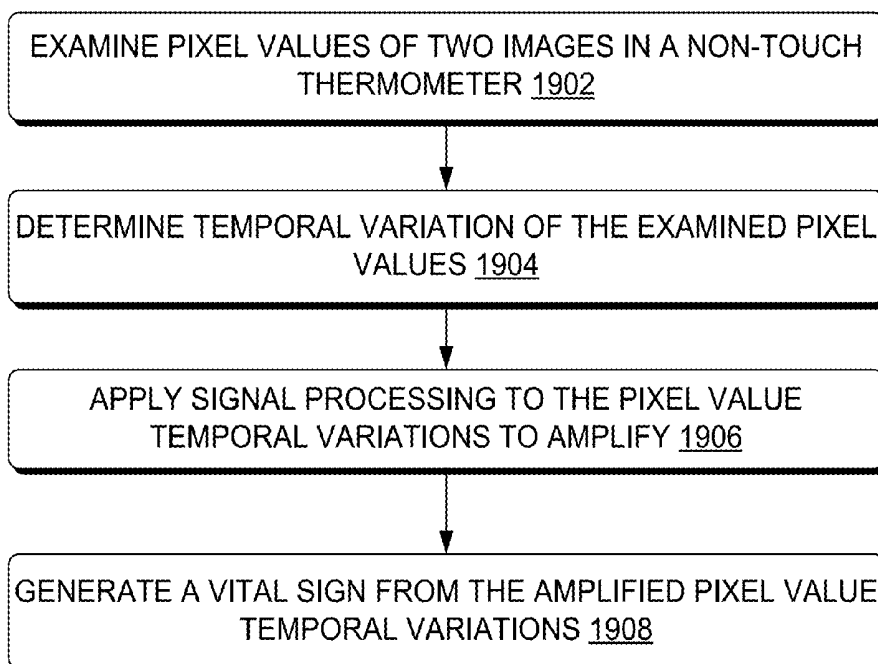 EXAMINE PIXEL VALUES OF TWO IMAGES IN A NON-TOUCH
THERMOMETER 1902
DETERMINE TEMPORAL VARIATION OF THE EXAMINED PIXEL
VALUES 1904
APPLY SIGNAL PROCESSING TO THE PIXEL VALUE
TEMPORAL VARIATIONS TO AMPLIFY 1906
GENERATE A VITAL SIGN FROM THE AMPLIFIED PIXEL VALUE
TEMPORAL VARIATIONS 1908